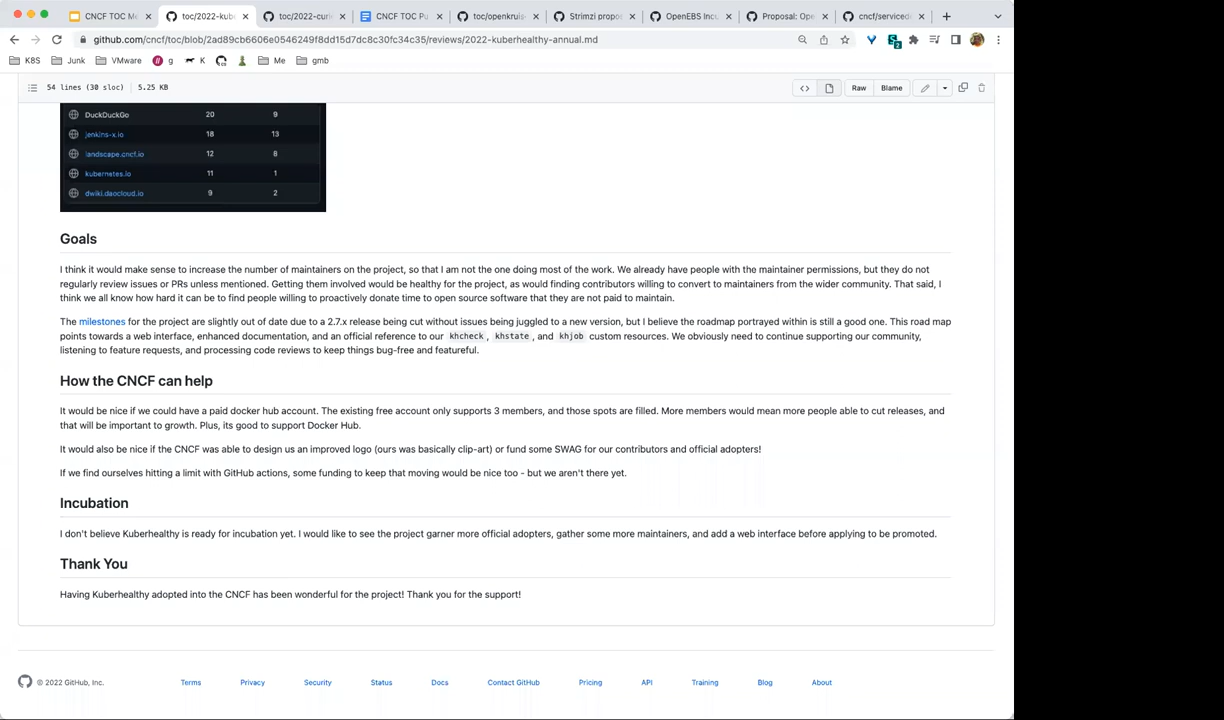 CNCF TOC Me
toc/2022-kube
toc/2022-curie
CNCF TOC Pu
toc/openkruis
Strimzi propo
OpenEBS Incu
Proposal: Ope
cncf/servicede
github.com/cncf/toc/blob/2ad89cb6606e0546249f8dd15d7dc8c30fc34c35/reviews/2022-kuberhealthy-annual.md
K8S
Junk
VMware
g
K
Me
gmb
54 lines (30 sloc) 5.25 KB
Raw
Blame
DuckDuckGo 20 9
jenkins-x.io 18 13
landscape.cncf.io 12 8
kubernetes.io 11 1
dwiki.daocloud.io 9 2
Goals
I think it would make sense to increase the number of maintainers on the project, so that I am not the one doing most of the work. We already have people with the maintainer permissions, but they do not
regularly review issues or PRs unless mentioned. Getting them involved would be healthy for the project, as would finding contributors willing to convert to maintainers from the wider community. That said, I
think we all know how hard it can be to find people willing to proactively donate time to open source software that they are not paid to maintain.
The milestones for the project are slightly out of date due to a 2.7.x release being cut without issues being juggled to a new version, but I believe the roadmap portrayed within is still a good one. This road map
points towards a web interface, enhanced documentation, and an official reference to our khcheck, khstate, and khjob custom resources. We obviously need to continue supporting our community,
listening to feature requests, and processing code reviews to keep things bug-free and featureful.
How the CNCF can help
It would be nice if we could have a paid docker hub account. The existing free account only supports 3 members, and those spots are filled. More members would mean more people able to cut releases, and
that will be important to growth. Plus, its good to support Docker Hub.
It would also be nice if the CNCF was able to design us an improved logo (ours was basically clip-art) or fund some SWAG for our contributors and official adopters!
If we find ourselves hitting a limit with GitHub actions, some funding to keep that moving would be nice too - but we aren't there yet.
Incubation
I don't believe Kuberhealthy is ready for incubation yet. I would like to see the project garner more official adopters, gather some more maintainers, and add a web interface before applying to be promoted.
Thank You
Having Kuberhealthy adopted into the CNCF has been wonderful for the project! Thank you for the support!
© 2022 GitHub, Inc.
Terms
Privacy
Security
Status
Docs
Contact GitHub
Pricing
API
Training
Blog
About